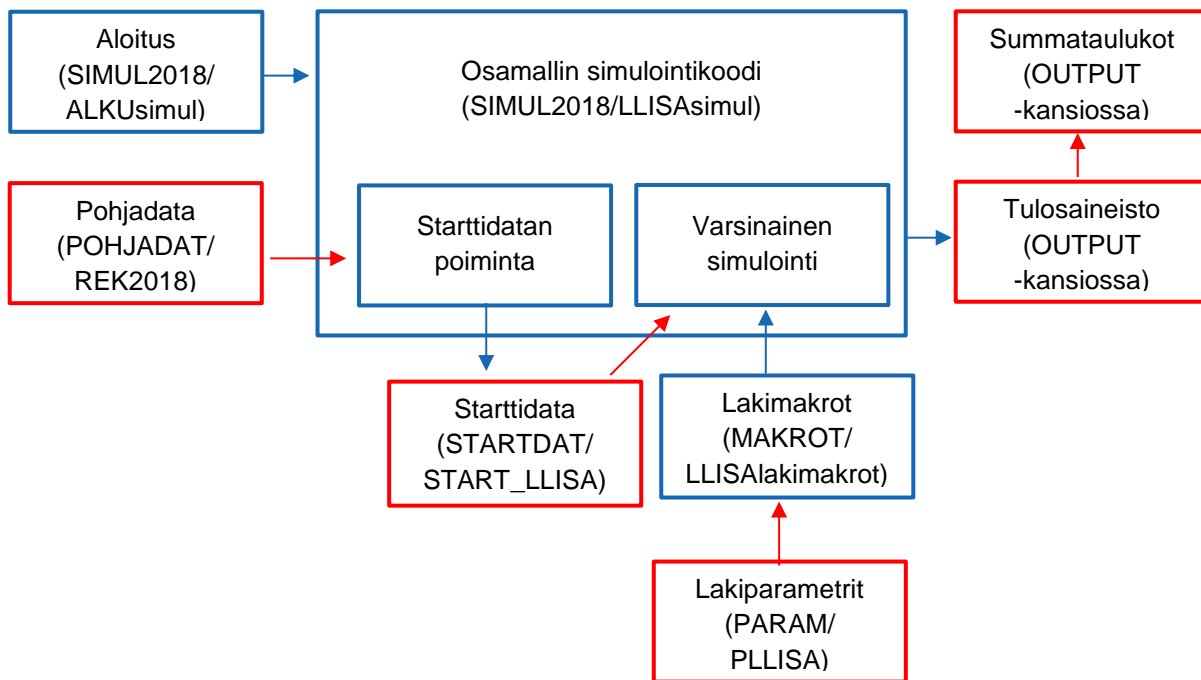 Aloitus
(SIMUL2018/
ALKUsimul)
Osamallin simulointikoodi
(SIMUL2018/LLISAsimul)
Summataulukot
(OUTPUT
-kansiossa)
Pohjadata
(POHJADAT/
REK2018)
Starttidatan
poiminta
Varsinainen
simulointi
Tulosaineisto
(OUTPUT
-kansiossa)
Starttidata
(STARTDAT/
START_LLISA)
Lakimakrot
(MAKROT/
LLISAlakimakrot)
Lakiparametrit
(PARAM/
PLLISA)